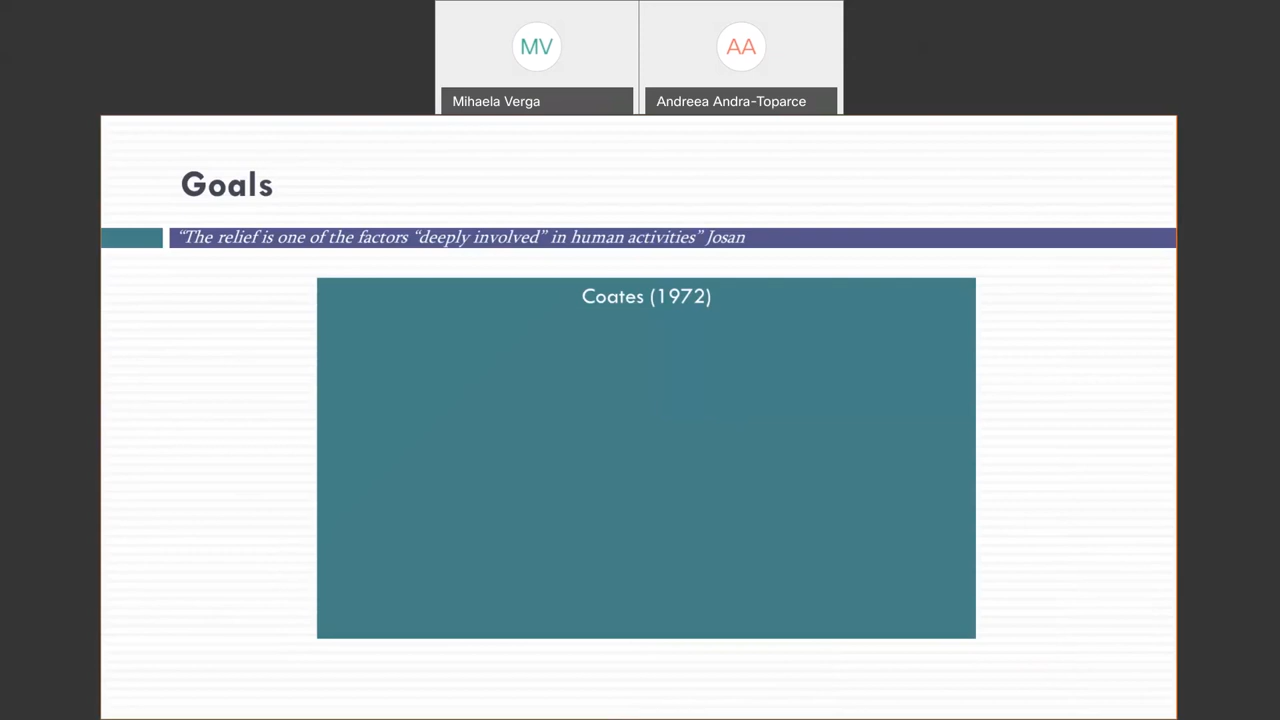 MV
AA
Mihaela Verga
Andreea Andra-Toparce
Goals
“The relief is one of the factors “deeply involved” in human activities” Josan
Coates (1972)